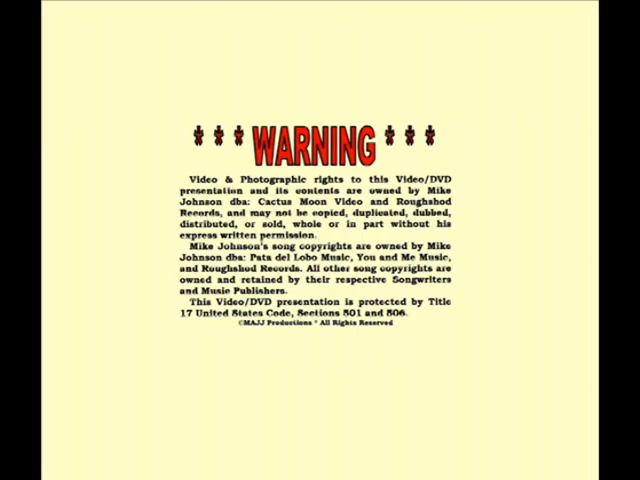 * * * WARNING * * *
Video & Photographic rights to this Video/DVD
presentation and its contents are owned by Mike
Johnson dba: Cactus Moon Video and Roughshod
Records, and may not be copied, duplicated, dubbed,
distributed, or sold, whole or in part without his
express written permission.
Mike Johnson's song copyrights are owned by Mike
Johnson dba: Pata del Lobo Music, You and Me Music,
and Roughshod Records. All other song copyrights are
owned and retained by their respective Songwriters
and Music Publishers.
This Video/DVD presentation is protected by Title
17 United States Code, Sections 501 and 506.
©MAJJ Productions * All Rights Reserved